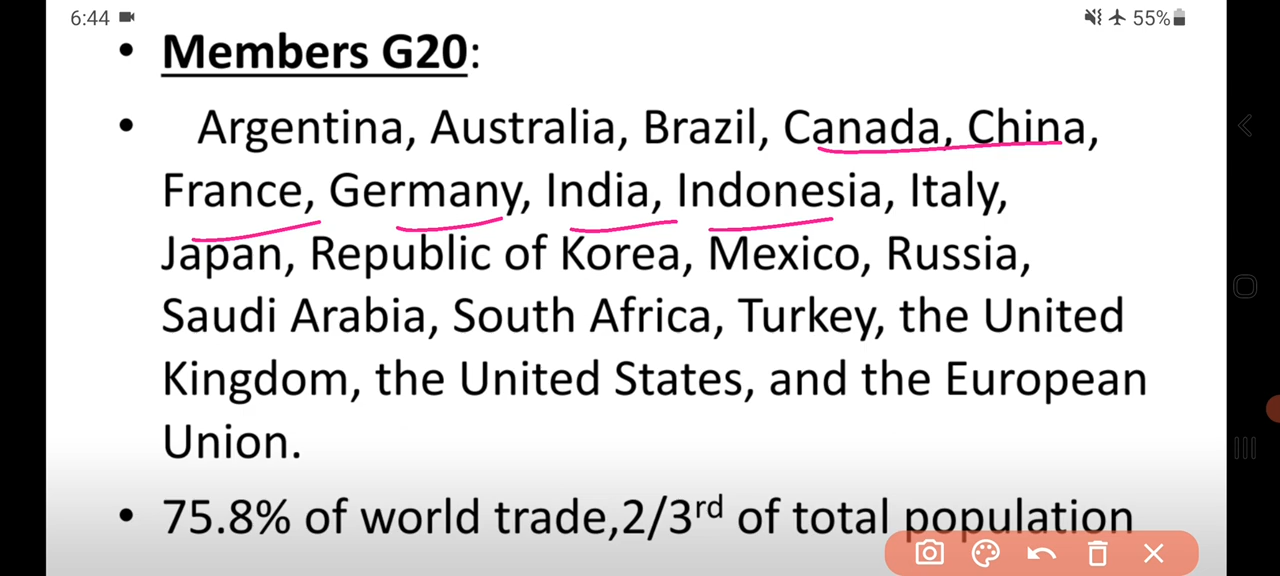 6:44 55%
• Members G20:
• Argentina, Australia, Brazil, Canada, China,
France, Germany, India, Indonesia, Italy,
Japan, Republic of Korea, Mexico, Russia,
Saudi Arabia, South Africa, Turkey, the United
Kingdom, the United States, and the European
Union.
• 75.8% of world trade,2/3rd of total population